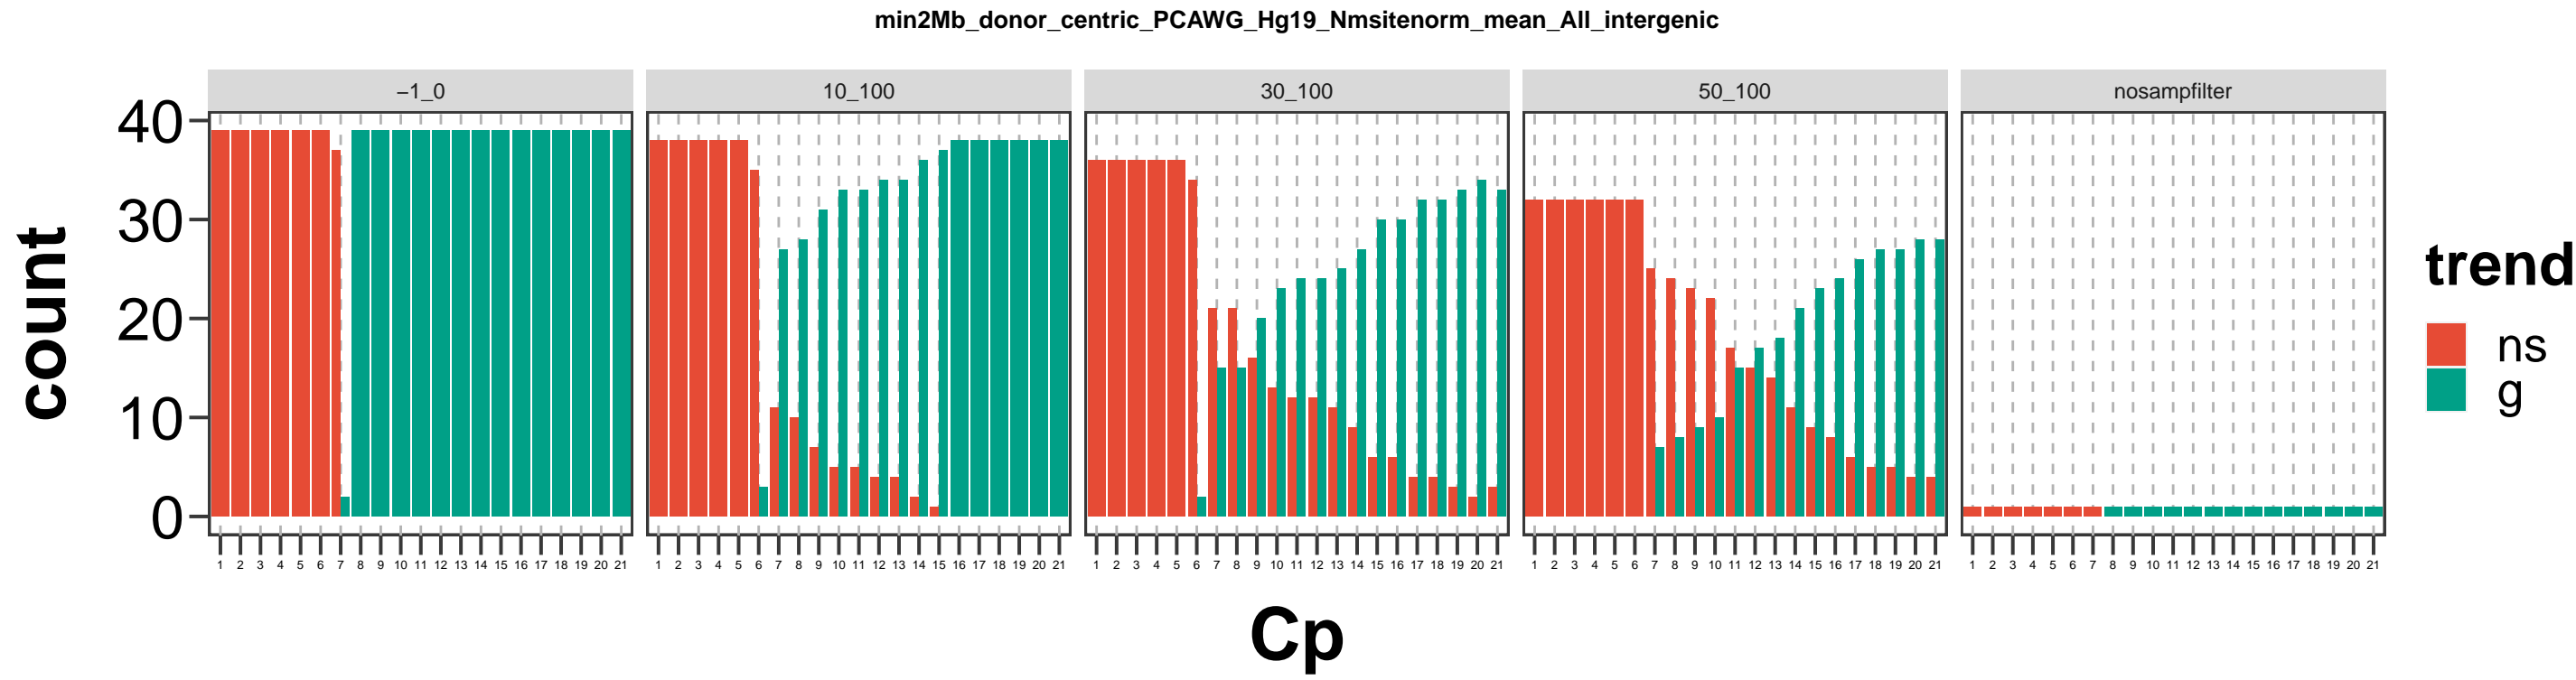 min2Mb_donor_centric_PCAWG_Hg19_Nmsitenorm_mean_All_intergenic
–1_0 10_100 30_100 50_100 nosampfilter
40
30
20
10
0
count
1 2 3 4 5 6 7 8 9 10 11 12 13 14 15 16 17 18 19 20 21 1 2 3 4 5 6 7 8 9 10 11 12 13 14 15 16 17 18 19 20 21 1 2 3 4 5 6 7 8 9 10 11 12 13 14 15 16 17 18 19 20 21 1 2 3 4 5 6 7 8 9 10 11 12 13 14 15 16 17 18 19 20 21 1 2 3 4 5 6 7 8 9 10 11 12 13 14 15 16 17 18 19 20 21
Cp
trend
ns
g